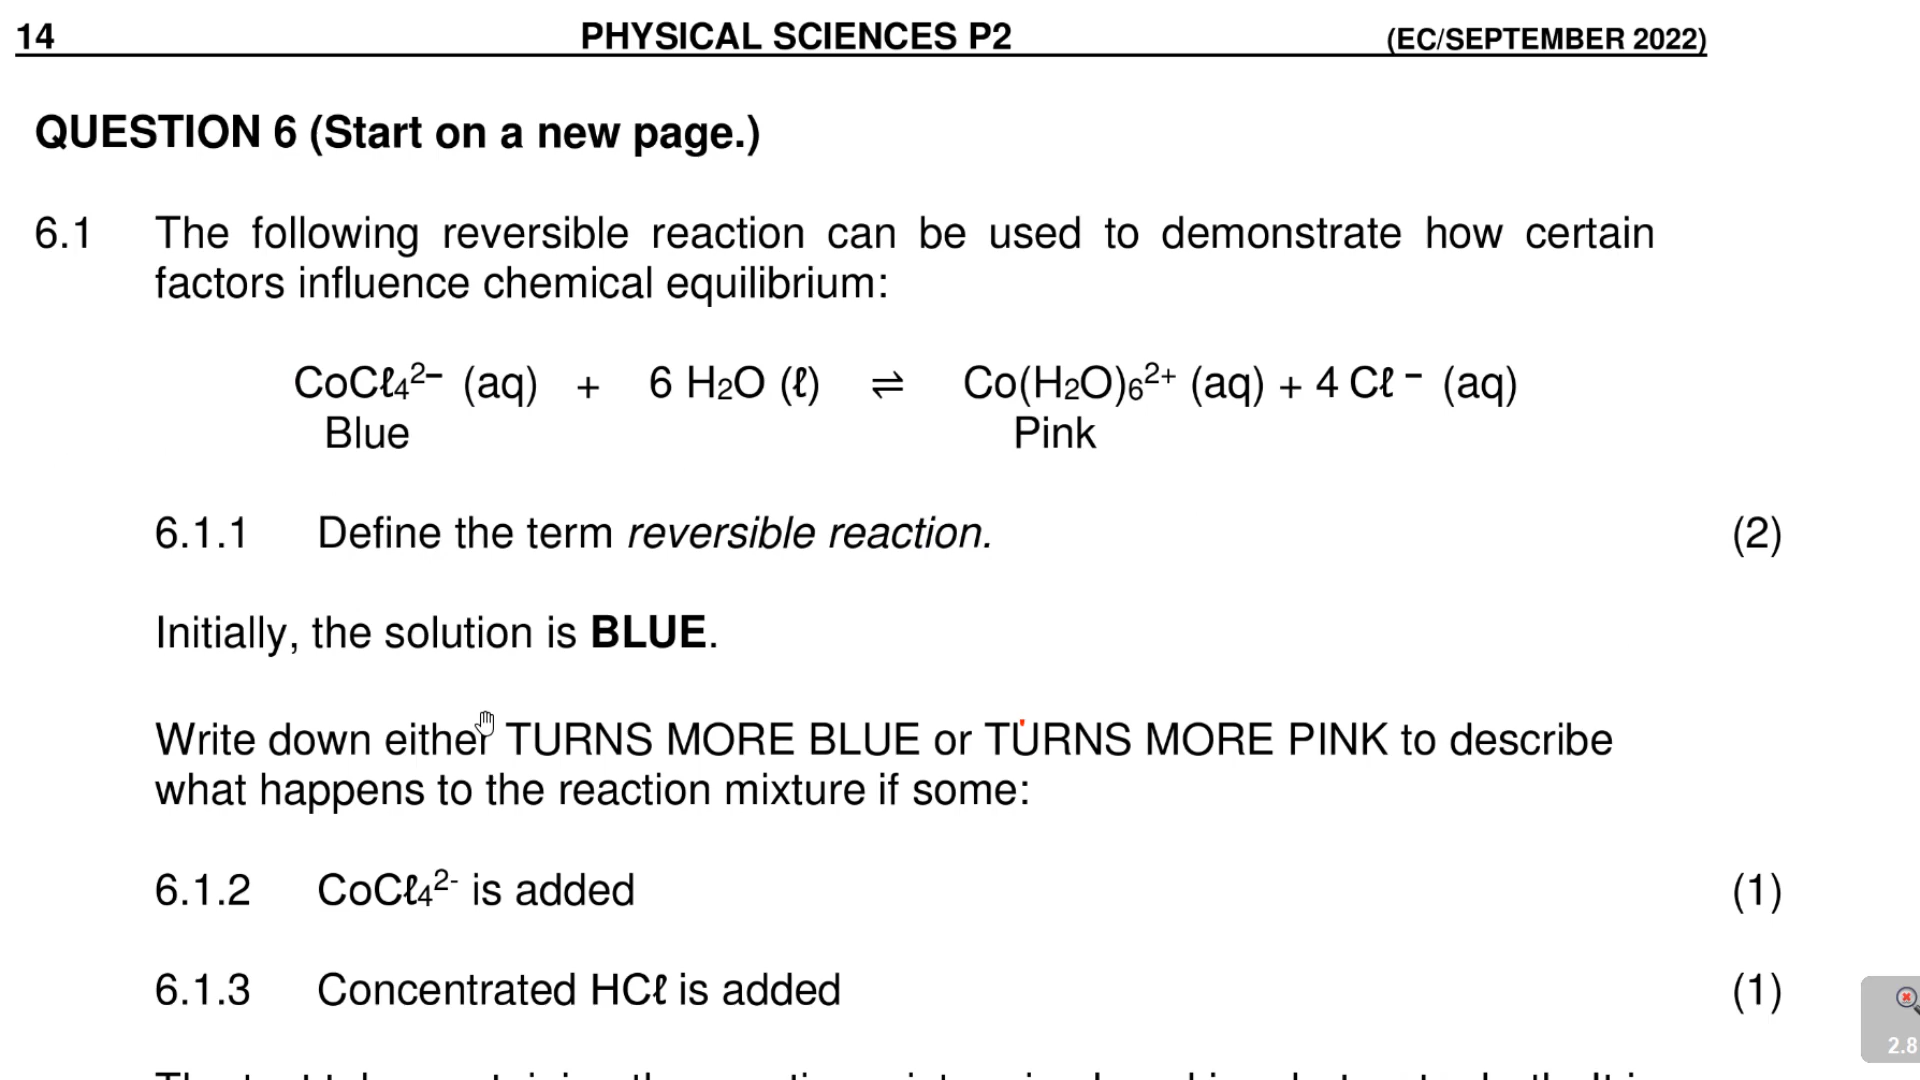 14 PHYSICAL SCIENCES P2 (EC/SEPTEMBER 2022)
QUESTION 6 (Start on a new page.)
6.1 The following reversible reaction can be used to demonstrate how certain
factors influence chemical equilibrium:
CoCℓ₄²⁻ (aq) + 6 H₂O (ℓ) ⇌ Co(H₂O)₆²⁺ (aq) + 4 Cℓ⁻ (aq)
Blue Pink
6.1.1 Define the term reversible reaction. (2)
Initially, the solution is BLUE.
Write down either TURNS MORE BLUE or TURNS MORE PINK to describe
what happens to the reaction mixture if some:
6.1.2 CoCℓ₄²⁻ is added (1)
6.1.3 Concentrated HCℓ is added (1)
2.8